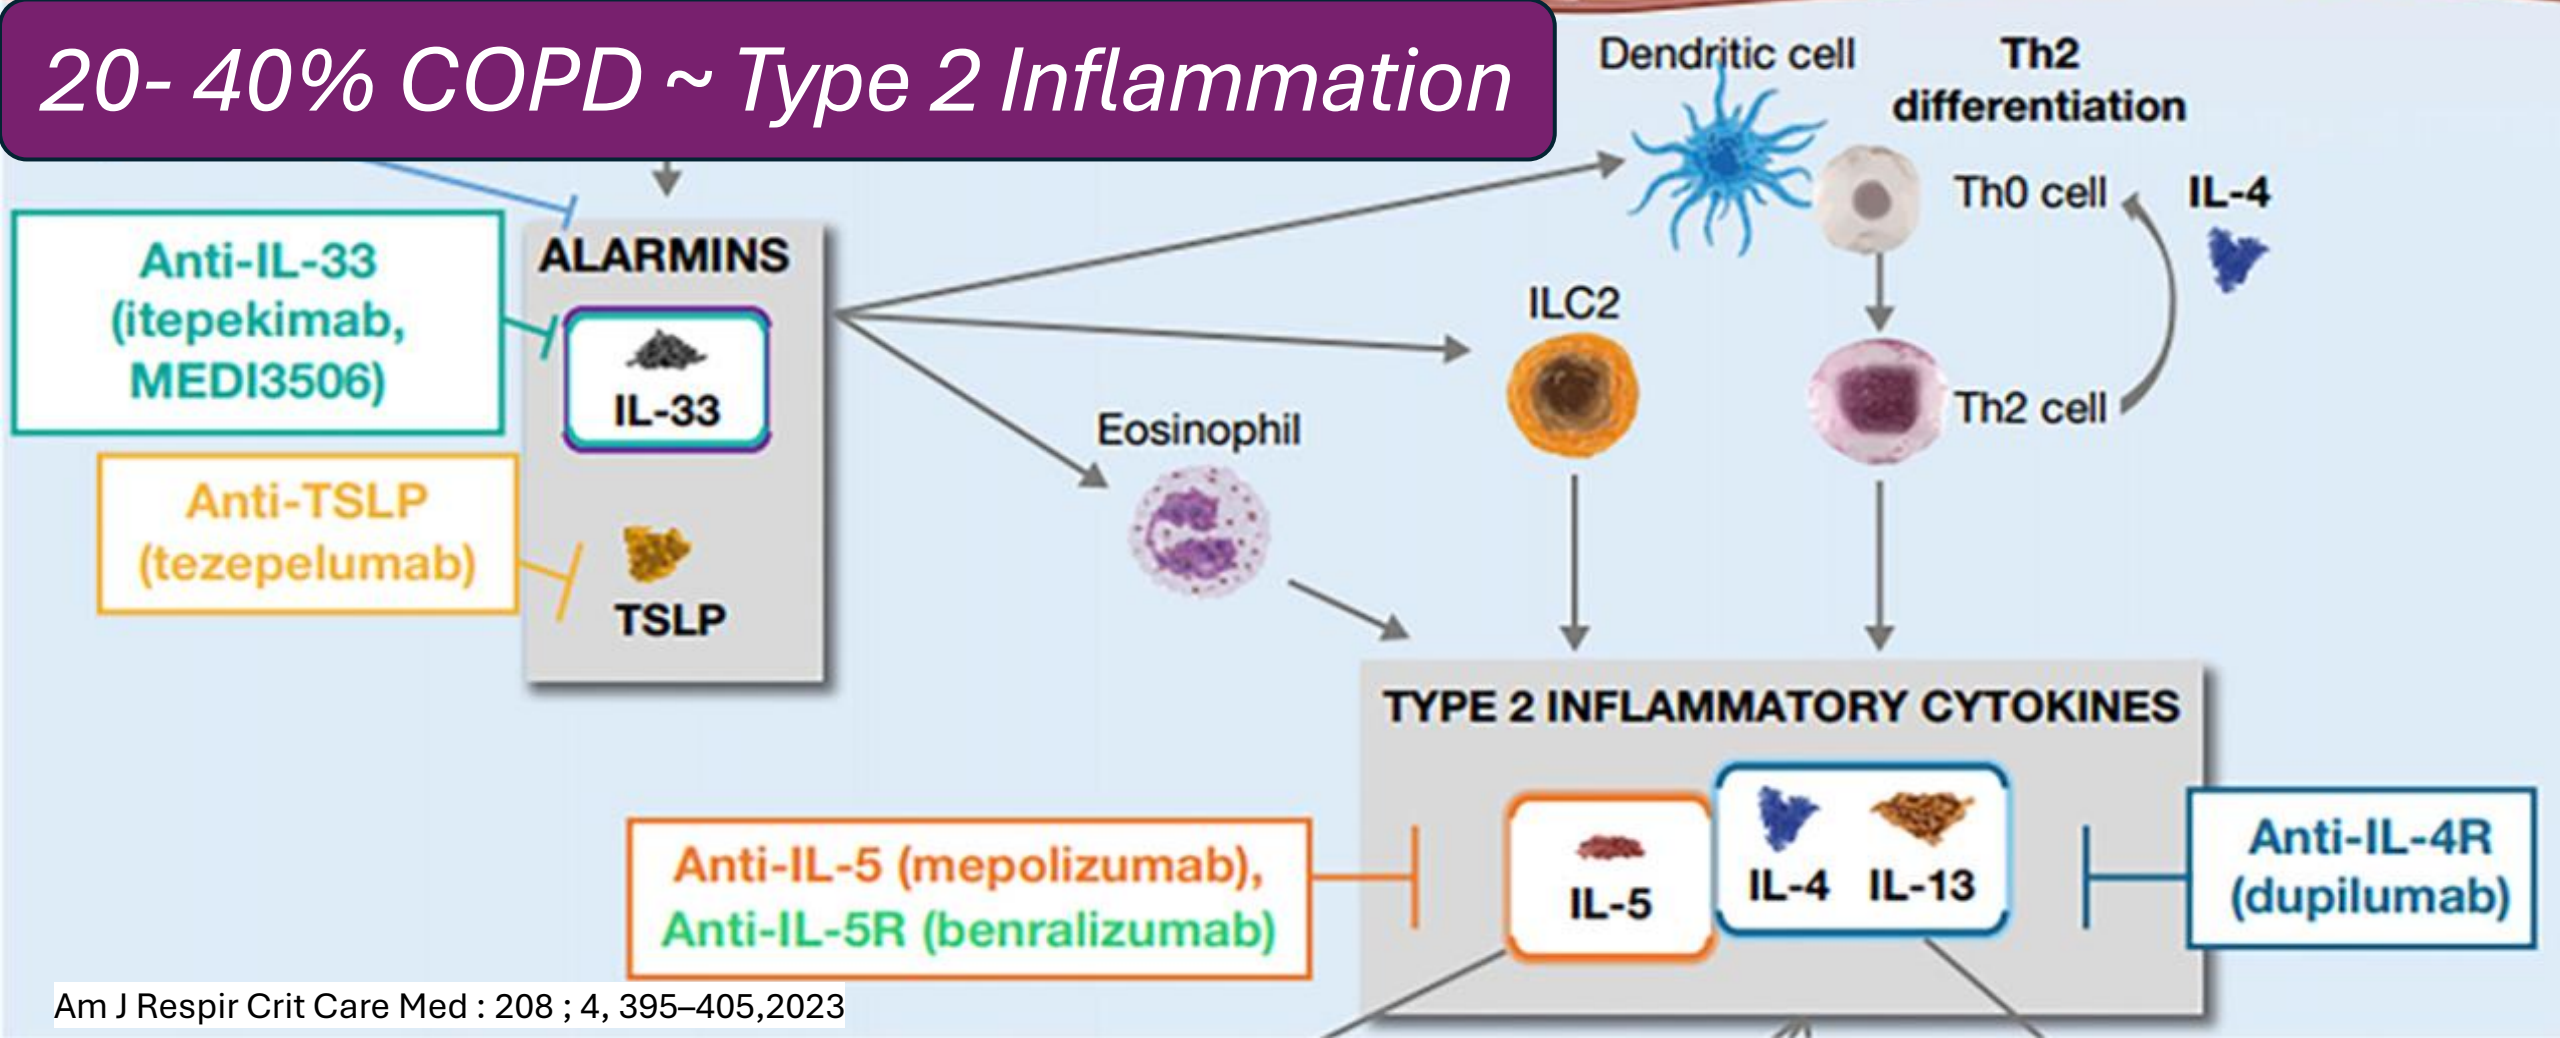 20- 40% COPD ~ Type 2 Inflammation
Dendritic cell
Th2
differentiation
Th0 cell
IL-4
Anti-IL-33
(itepekimab,
MEDI3506)
ALARMINS
IL-33
ILC2
Eosinophil
Th2 cell
Anti-TSLP
(tezepelumab)
TSLP
TYPE 2 INFLAMMATORY CYTOKINES
Anti-IL-5 (mepolizumab),
Anti-IL-5R (benralizumab)
IL-5
IL-4 IL-13
Anti-IL-4R
(dupilumab)
Am J Respir Crit Care Med : 208 ; 4, 395–405,2023